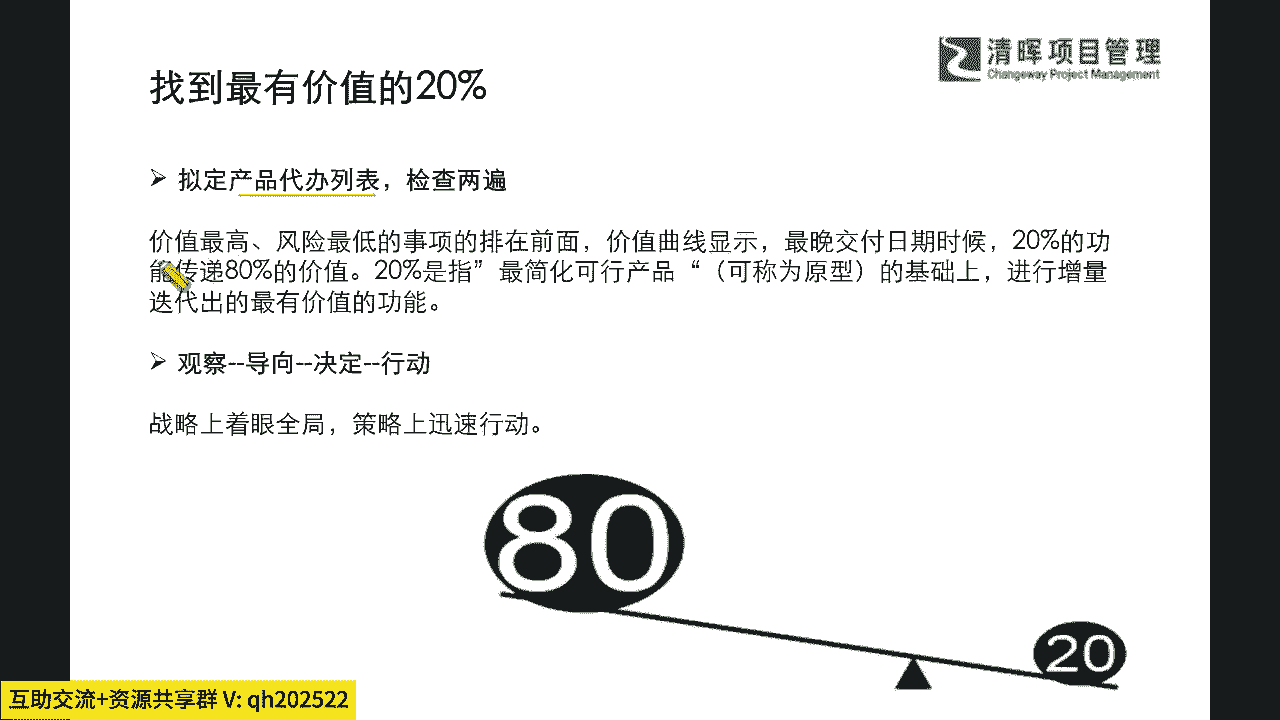 清晖项目管理
Changeway Project Management
找到最有价值的20%
➢ 拟定产品代办列表，检查两遍
价值最高、风险最低的事项的排在前面，价值曲线显示，最晚交付日期时候，20%的功
能传递80%的价值。20%是指”最简化可行产品“（可称为原型）的基础上，进行增量
迭代出的最有价值的功能。
➢ 观察--导向--决定--行动
战略上着眼全局，策略上迅速行动。
80
20
互助交流+资源共享群 V: qh202522